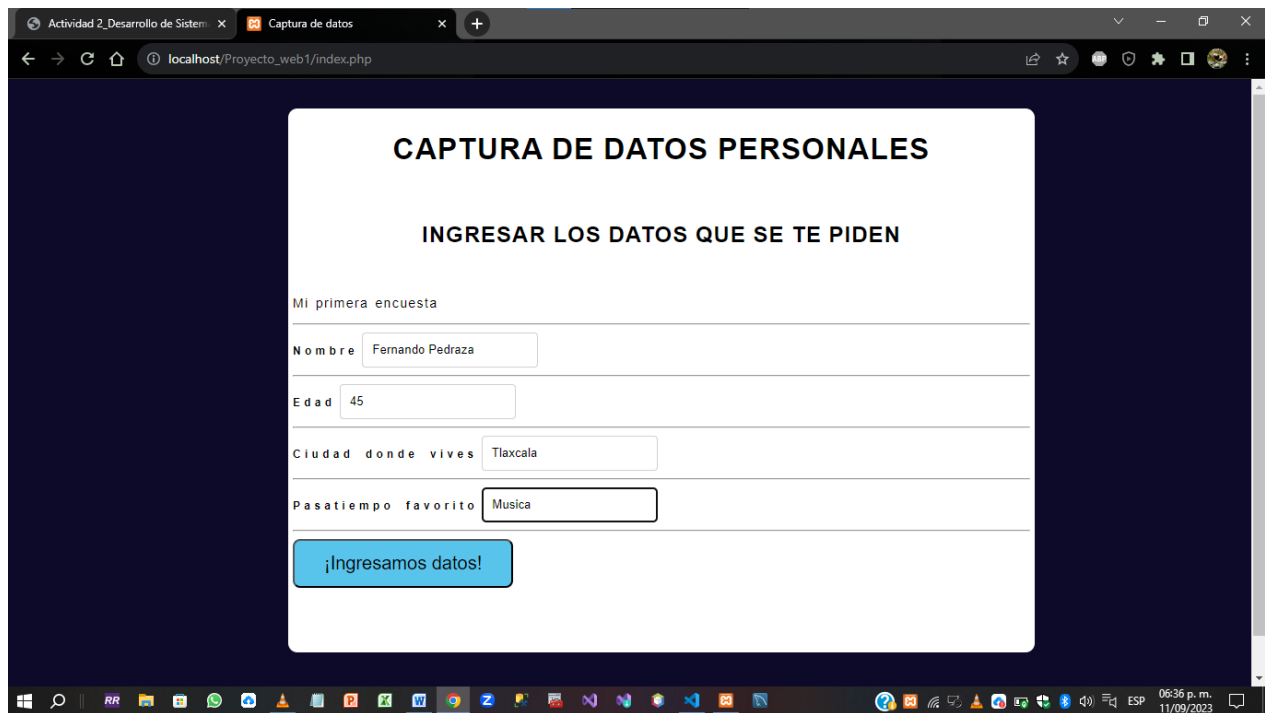 Actividad 2_Desarrollo de Sistem
Captura de datos
localhost/Proyecto_web1/index.php
ABP
CAPTURA DE DATOS PERSONALES
INGRESAR LOS DATOS QUE SE TE PIDEN
Mi primera encuesta
Nombre Fernando Pedraza
Edad 45
Ciudad donde vives Tlaxcala
Pasatiempo favorito Musica
¡Ingresamos datos!
RR
ESP
06:36 p. m.
11/09/2023